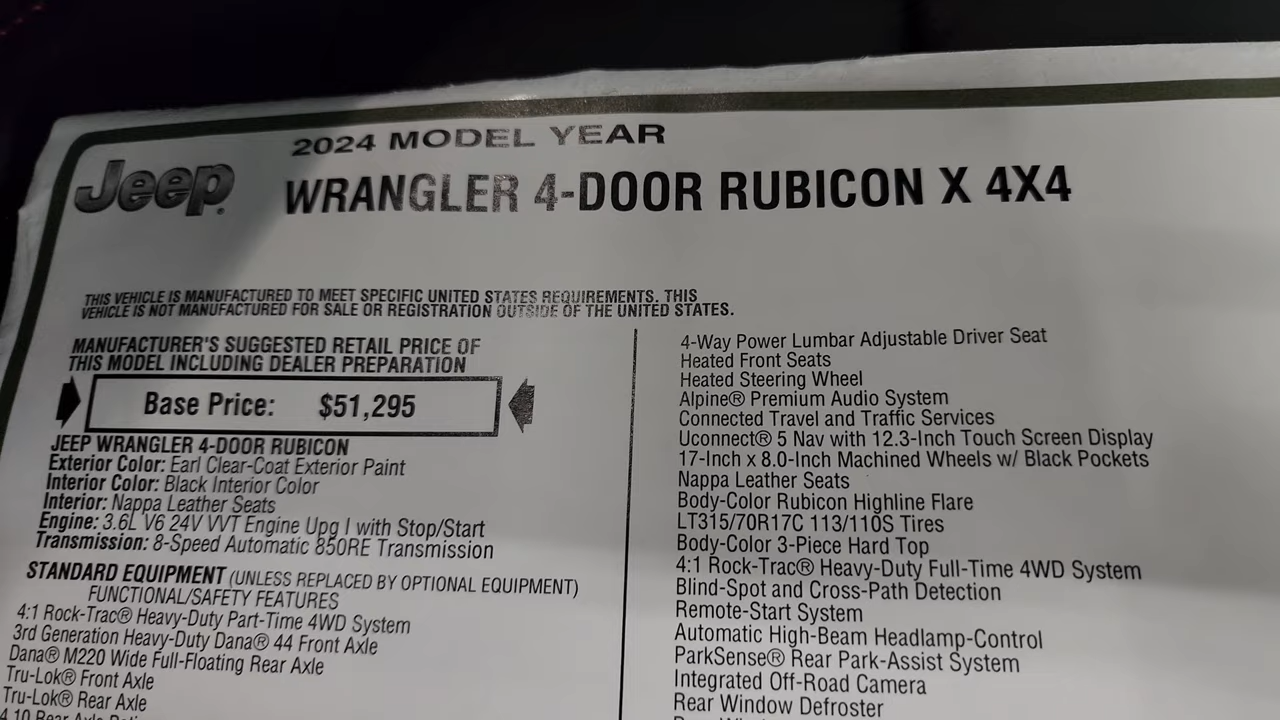 2024 MODEL YEAR
Jeep
WRANGLER 4-DOOR RUBICON X 4X4
THIS VEHICLE IS MANUFACTURED TO MEET SPECIFIC UNITED STATES REQUIREMENTS. THIS
VEHICLE IS NOT MANUFACTURED FOR SALE OR REGISTRATION OUTSIDE OF THE UNITED STATES.
MANUFACTURER'S SUGGESTED RETAIL PRICE OF
THIS MODEL INCLUDING DEALER PREPARATION
Base Price: $51,295
JEEP WRANGLER 4-DOOR RUBICON
Exterior Color: Earl Clear-Coat Exterior Paint
Interior Color: Black Interior Color
Interior: Nappa Leather Seats
Engine: 3.6L V6 24V VVT Engine Upg I with Stop/Start
Transmission: 8-Speed Automatic 850RE Transmission
STANDARD EQUIPMENT (UNLESS REPLACED BY OPTIONAL EQUIPMENT)
FUNCTIONAL/SAFETY FEATURES
4:1 Rock-Trac® Heavy-Duty Part-Time 4WD System
3rd Generation Heavy-Duty Dana® 44 Front Axle
Dana® M220 Wide Full-Floating Rear Axle
Tru-Lok® Front Axle
Tru-Lok® Rear Axle
4.10 Rear Axle
4-Way Power Lumbar Adjustable Driver Seat
Heated Front Seats
Heated Steering Wheel
Alpine® Premium Audio System
Connected Travel and Traffic Services
Uconnect® 5 Nav with 12.3-Inch Touch Screen Display
17-Inch x 8.0-Inch Machined Wheels w/ Black Pockets
Nappa Leather Seats
Body-Color Rubicon Highline Flare
LT315/70R17C 113/110S Tires
Body-Color 3-Piece Hard Top
4:1 Rock-Trac® Heavy-Duty Full-Time 4WD System
Blind-Spot and Cross-Path Detection
Remote-Start System
Automatic High-Beam Headlamp-Control
ParkSense® Rear Park-Assist System
Integrated Off-Road Camera
Rear Window Defroster